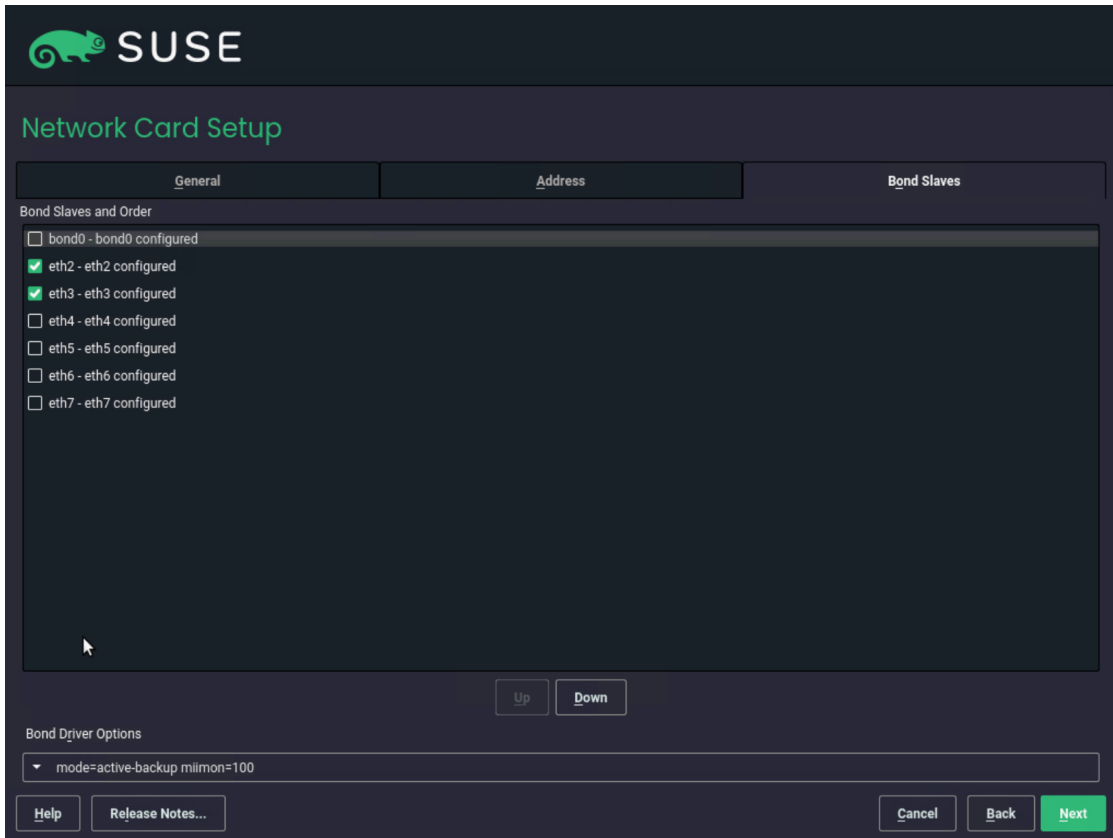 SUSE
Network Card Setup
General Address Bond Slaves
Bond Slaves and Order
bond0 - bond0 configured
eth2 - eth2 configured
eth3 - eth3 configured
eth4 - eth4 configured
eth5 - eth5 configured
eth6 - eth6 configured
eth7 - eth7 configured
Up Down
Bond Driver Options
mode=active-backup miimon=100
Help Release Notes... Cancel Back Next